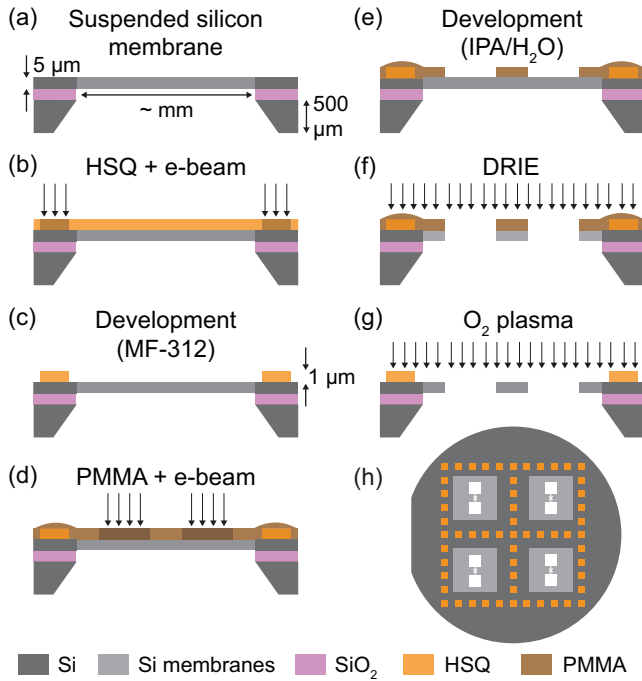 (a) Suspended silicon
membrane
5 µm
~ mm
500
µm
(b) HSQ + e-beam
(c) Development
(MF-312)
1 µm
(d) PMMA + e-beam
(e) Development
(IPA/H₂O)
(f) DRIE
(g) O₂ plasma
(h)
Si Si membranes SiO₂ HSQ PMMA